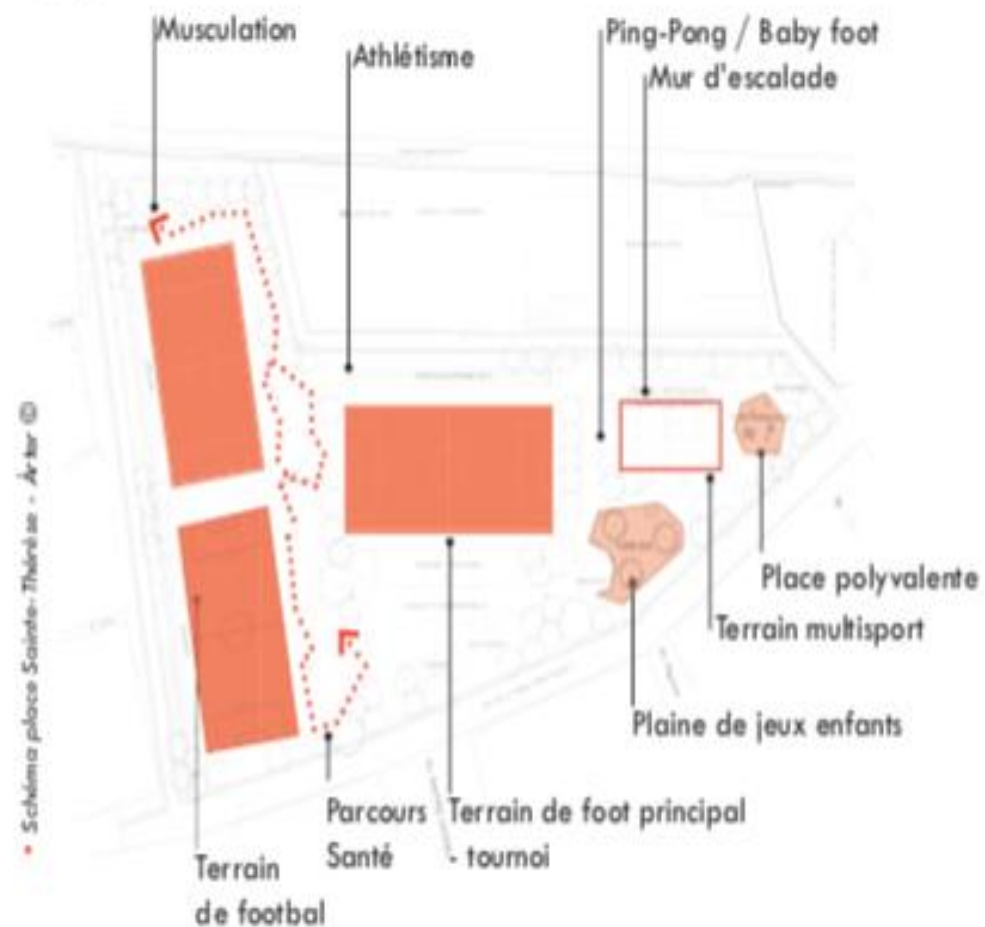 Musculation
Athlétisme
Ping-Pong / Baby foot
Mur d'escalade
• Schéma place Sainte-Thérèse - Árter ©
Place polyvalente
Terrain multisport
Plaine de jeux enfants
Parcours
Santé
Terrain de foot principal
- tournoi
Terrain
de footbal